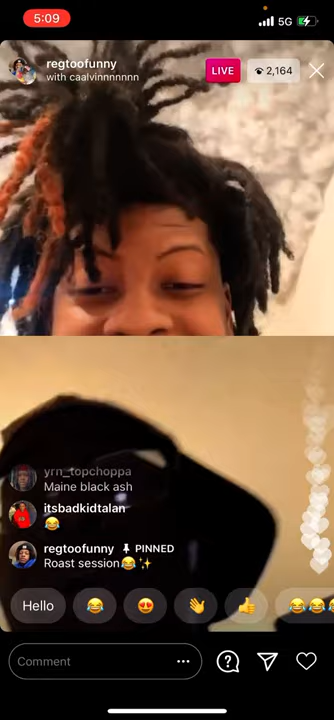 5:09
5G
regtoofunny
with caalvinnnnnnn
LIVE
2,164
yrn_topchoppa
Maine black ash
itsbadkidtalan
😂
regtoofunny PINNED
Roast session😂✨
Hello
Comment